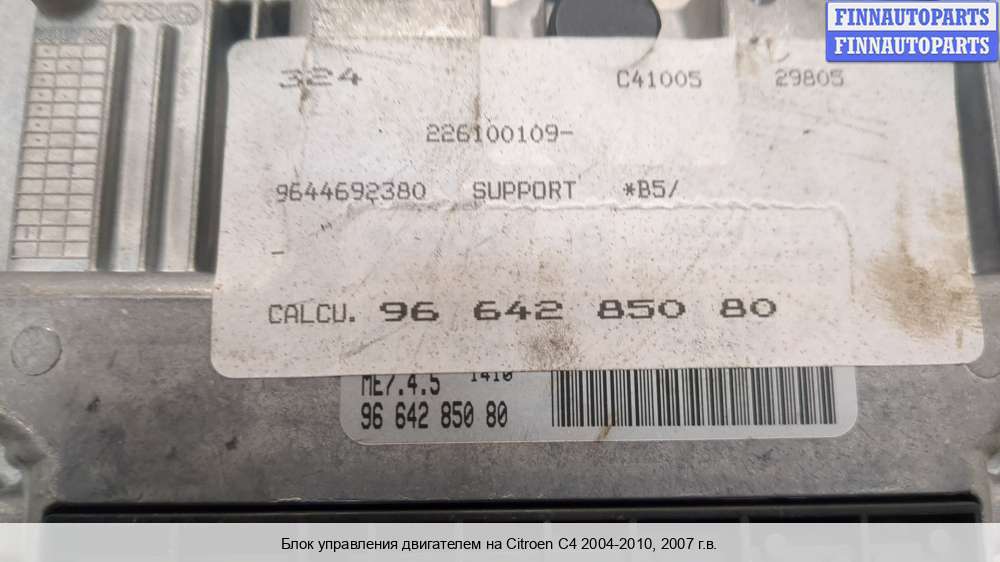 FINNAUTOPARTS
FINNAUTOPARTS
324 C41005 29805
226100109-
9644692380 SUPPORT *B5/
-
CALCU. 96 642 850 80
ME7.4.5 1410
96 642 850 80
Блок управления двигателем на Citroen C4 2004-2010, 2007 г.в.